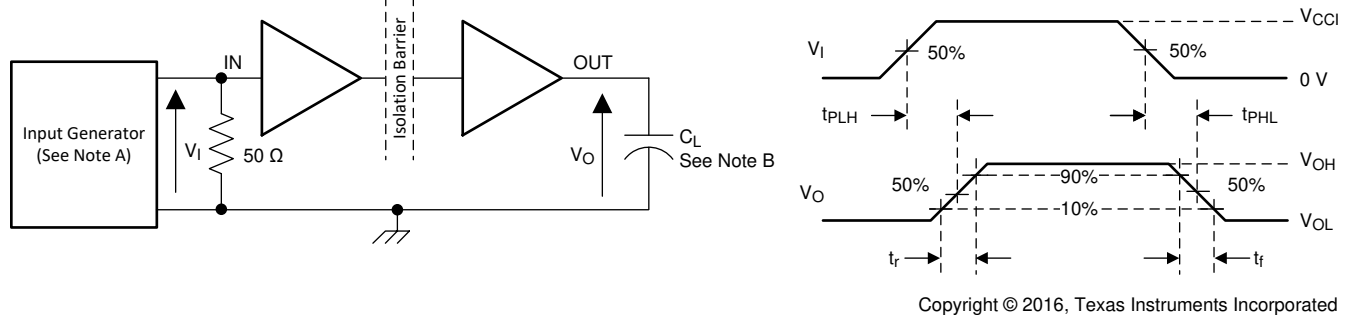 Input Generator
(See Note A)
V_I
IN
50 Ω
Isolation Barrier
OUT
V_O
C_L
See Note B
V_I
50%
50%
V_CCI
0 V
t_PLH
t_PHL
V_O
50%
90%
50%
10%
V_OH
V_OL
t_r
t_f
Copyright © 2016, Texas Instruments Incorporated